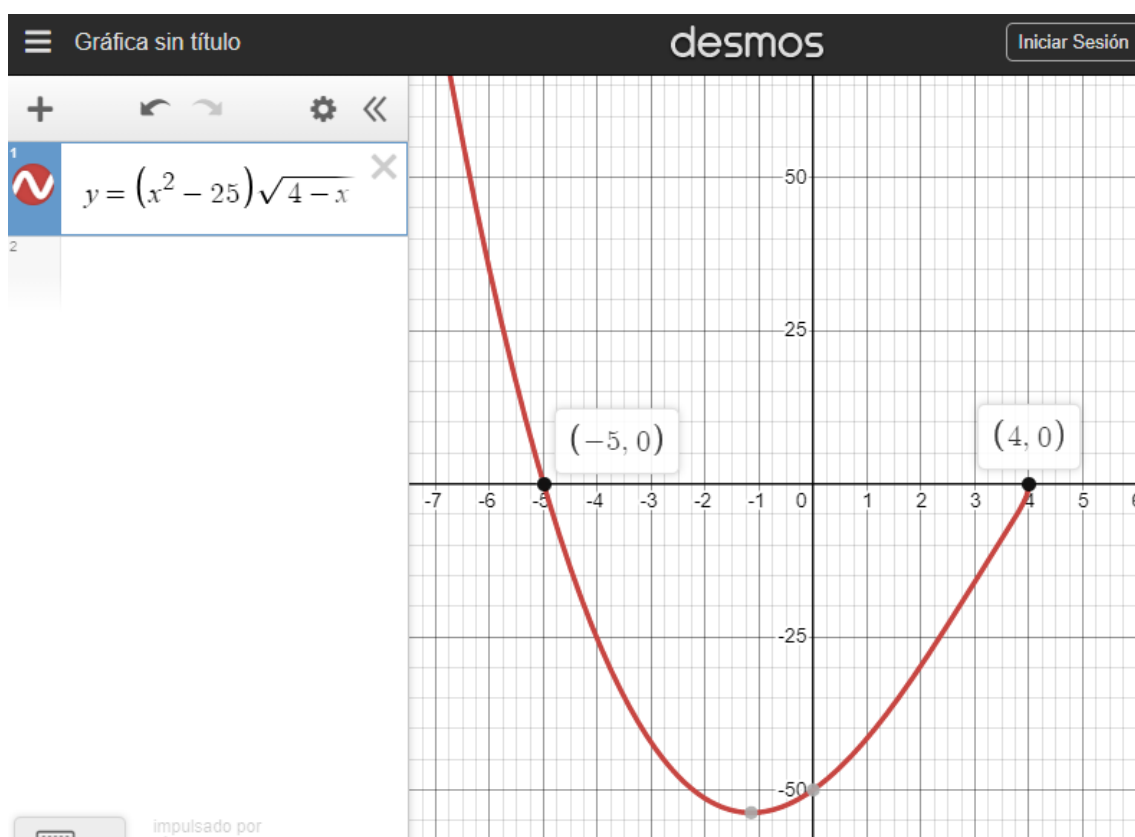 Gráfica sin título
desmos
Iniciar Sesión
1
y = (x² − 25)√4 − x
2
50
25
(−5, 0)
(4, 0)
-7 -6 -5 -4 -3 -2 -1 0 1 2 3 4 5
-25
-50
impulsado por